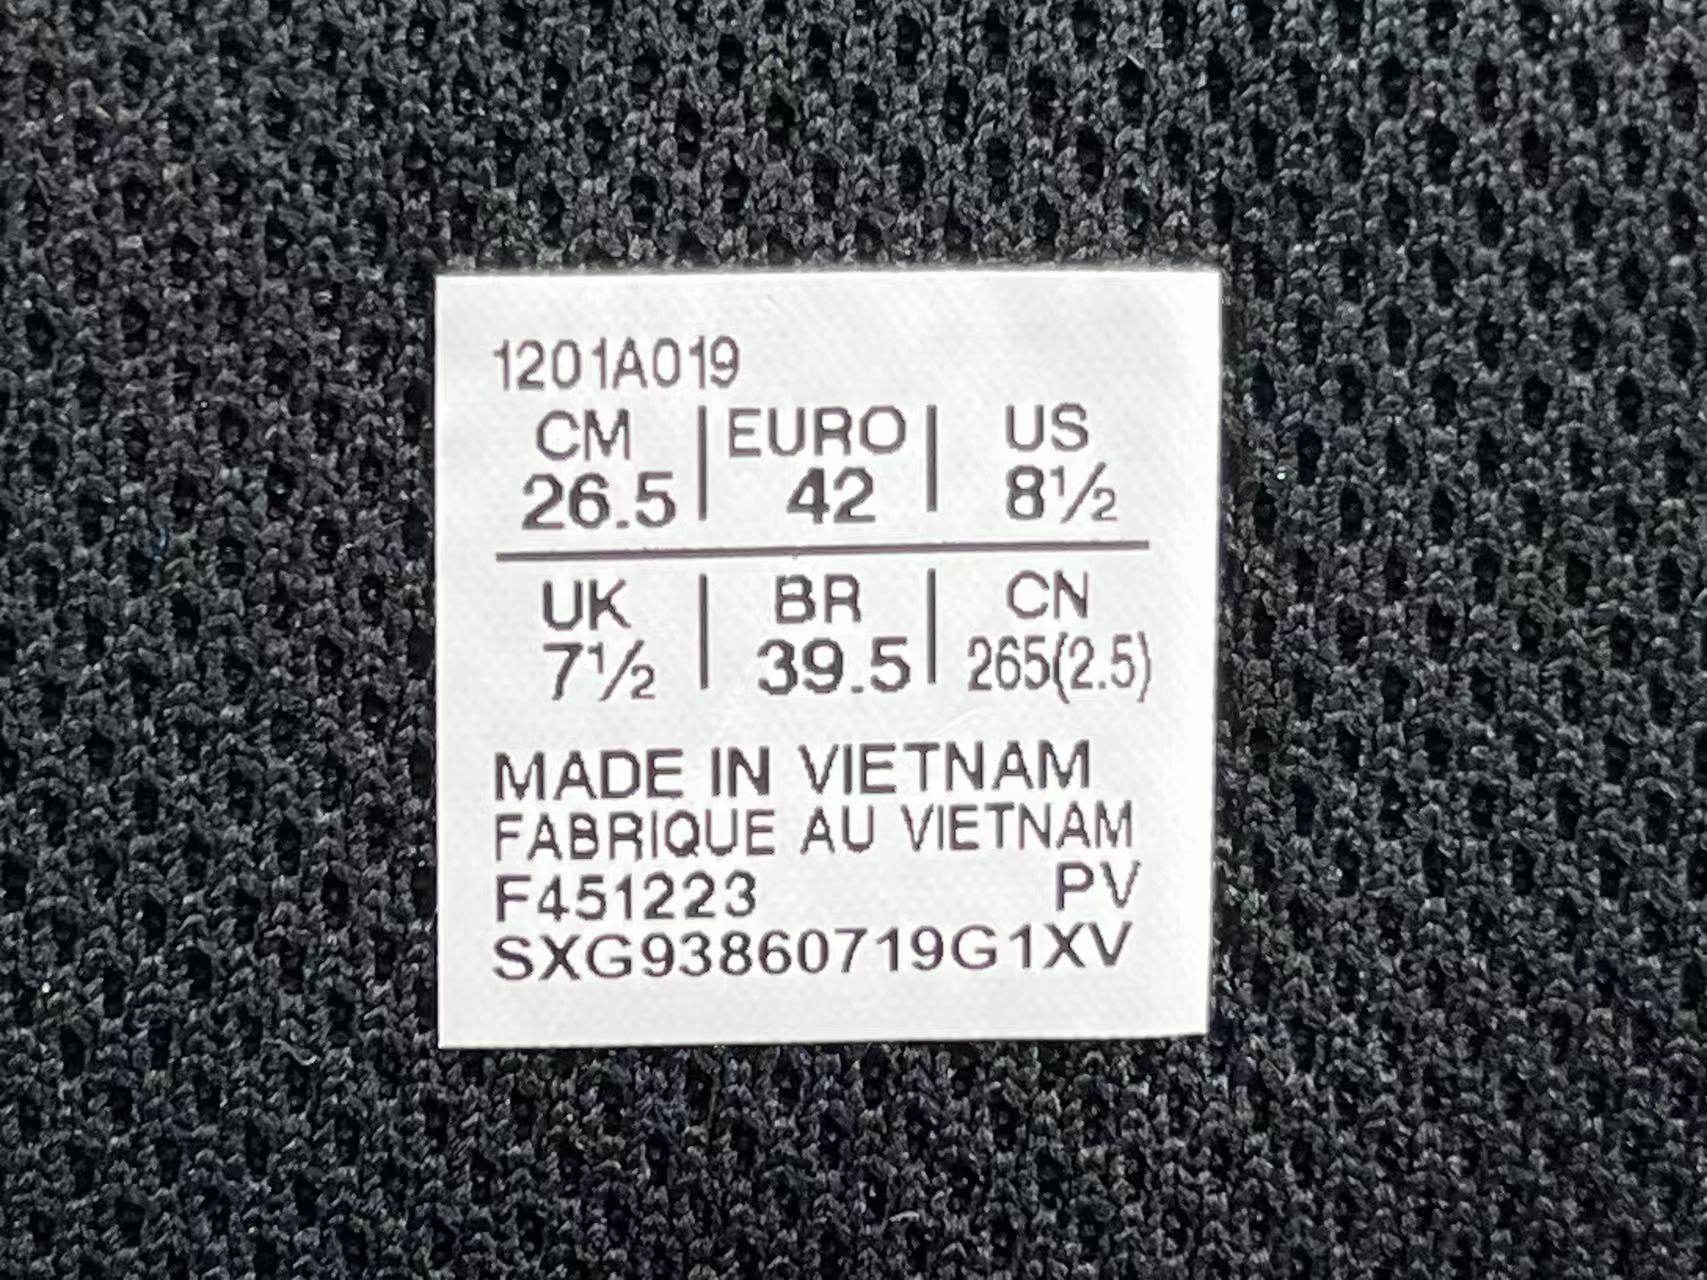 1201A019
CM | EURO | US
26.5 | 42 | 8½
UK | BR | CN
7½ | 39.5 | 265(2.5)
MADE IN VIETNAM
FABRIQUE AU VIETNAM
F451223 PV
SXG93860719G1XV